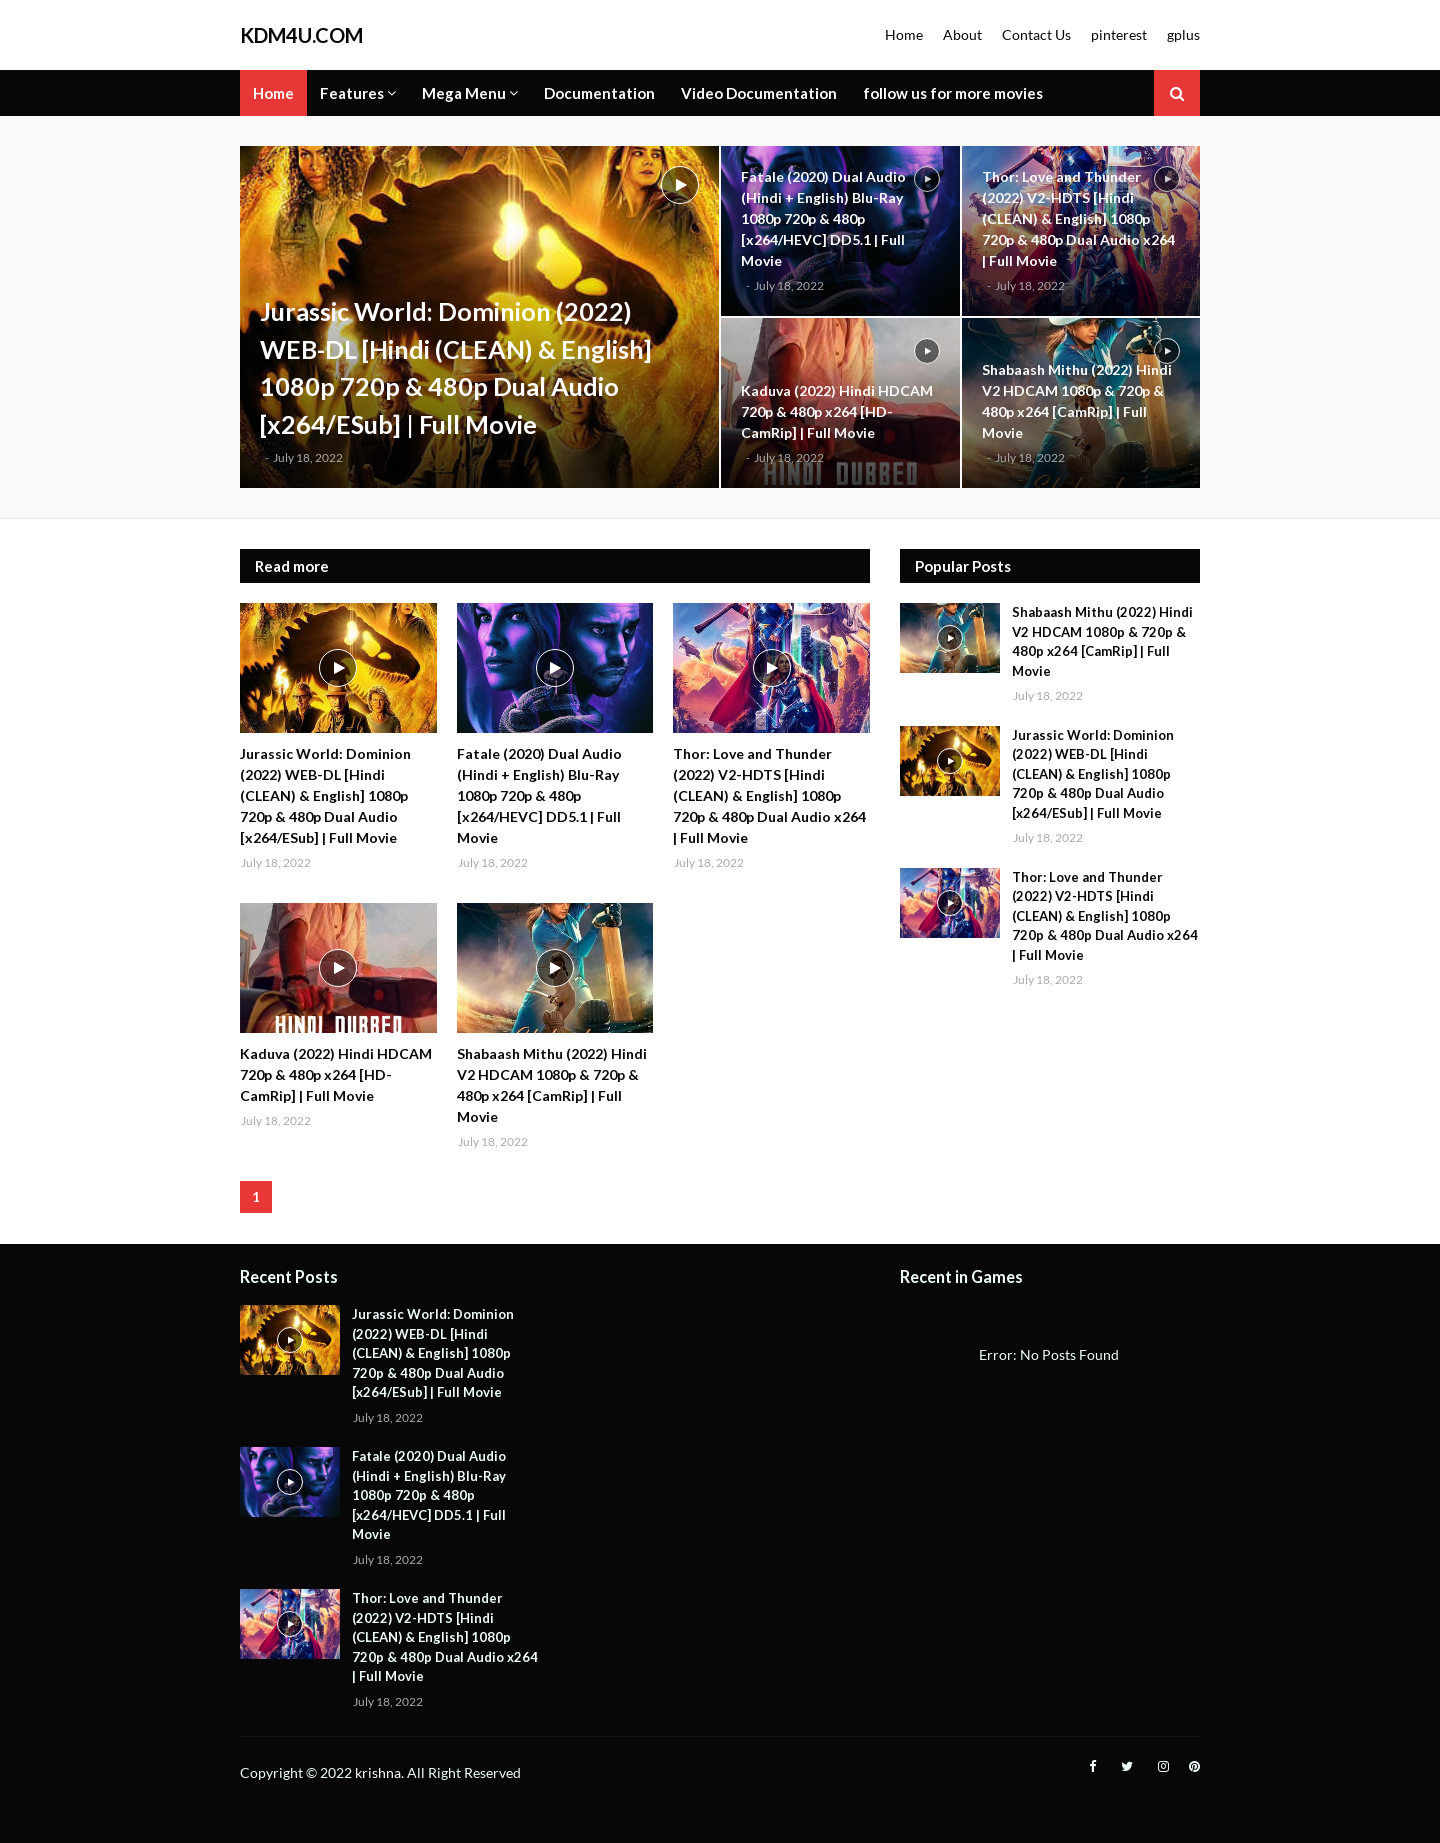 KDM4U.COM
Home About Contact Us pinterest gplus
Home Features Mega Menu Documentation Video Documentation follow us for more movies
Jurassic World: Dominion (2022)
WEB-DL [Hindi (CLEAN) & English]
1080p 720p & 480p Dual Audio
[x264/ESub] | Full Movie
- July 18, 2022
Fatale (2020) Dual Audio
(Hindi + English) Blu-Ray
1080p 720p & 480p
[x264/HEVC] DD5.1 | Full
Movie
- July 18, 2022
Thor: Love and Thunder
(2022) V2-HDTS [Hindi
(CLEAN) & English] 1080p
720p & 480p Dual Audio x264
| Full Movie
- July 18, 2022
Kaduva (2022) Hindi HDCAM
720p & 480p x264 [HD-
CamRip] | Full Movie
- July 18, 2022
HINDI DUBBED
Shabaash Mithu (2022) Hindi
V2 HDCAM 1080p & 720p &
480p x264 [CamRip] | Full
Movie
- July 18, 2022
Read more
Jurassic World: Dominion
(2022) WEB-DL [Hindi
(CLEAN) & English] 1080p
720p & 480p Dual Audio
[x264/ESub] | Full Movie
July 18, 2022
Fatale (2020) Dual Audio
(Hindi + English) Blu-Ray
1080p 720p & 480p
[x264/HEVC] DD5.1 | Full
Movie
July 18, 2022
Thor: Love and Thunder
(2022) V2-HDTS [Hindi
(CLEAN) & English] 1080p
720p & 480p Dual Audio x264
| Full Movie
July 18, 2022
HINDI DUBBED
Kaduva (2022) Hindi HDCAM
720p & 480p x264 [HD-
CamRip] | Full Movie
July 18, 2022
Shabaash Mithu (2022) Hindi
V2 HDCAM 1080p & 720p &
480p x264 [CamRip] | Full
Movie
July 18, 2022
1
Popular Posts
Shabaash Mithu (2022) Hindi
V2 HDCAM 1080p & 720p &
480p x264 [CamRip] | Full
Movie
July 18, 2022
Jurassic World: Dominion
(2022) WEB-DL [Hindi
(CLEAN) & English] 1080p
720p & 480p Dual Audio
[x264/ESub] | Full Movie
July 18, 2022
Thor: Love and Thunder
(2022) V2-HDTS [Hindi
(CLEAN) & English] 1080p
720p & 480p Dual Audio x264
| Full Movie
July 18, 2022
Recent Posts
Jurassic World: Dominion
(2022) WEB-DL [Hindi
(CLEAN) & English] 1080p
720p & 480p Dual Audio
[x264/ESub] | Full Movie
July 18, 2022
Fatale (2020) Dual Audio
(Hindi + English) Blu-Ray
1080p 720p & 480p
[x264/HEVC] DD5.1 | Full
Movie
July 18, 2022
Thor: Love and Thunder
(2022) V2-HDTS [Hindi
(CLEAN) & English] 1080p
720p & 480p Dual Audio x264
| Full Movie
July 18, 2022
Recent in Games
Error: No Posts Found
Copyright © 2022 krishna. All Right Reserved